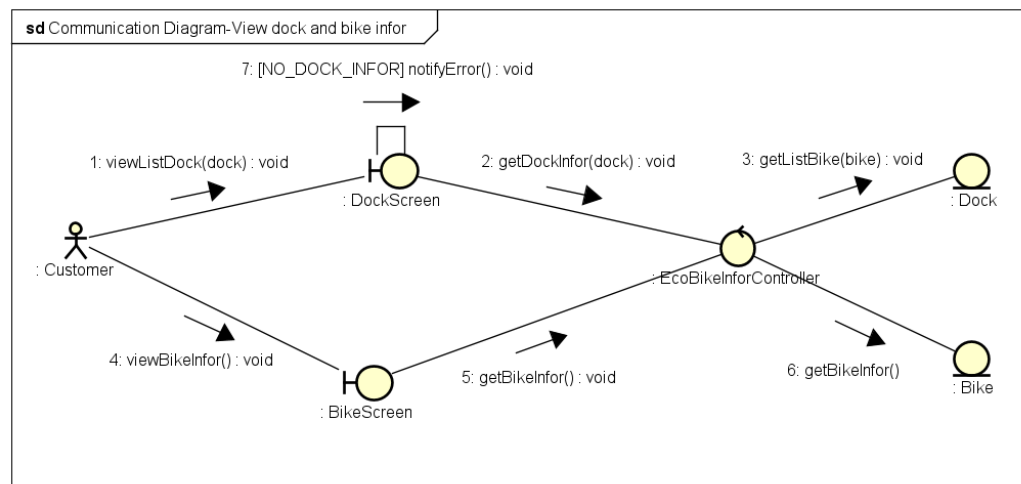 sd Communication Diagram-View dock and bike infor
7: [NO_DOCK_INFOR] notifyError() : void
1: viewListDock(dock) : void
2: getDockInfor(dock) : void
3: getListBike(bike) : void
: DockScreen
: Dock
: Customer
: EcoBikeInforController
4: viewBikeInfor() : void
5: getBikeInfor() : void
6: getBikeInfor()
: BikeScreen
: Bike